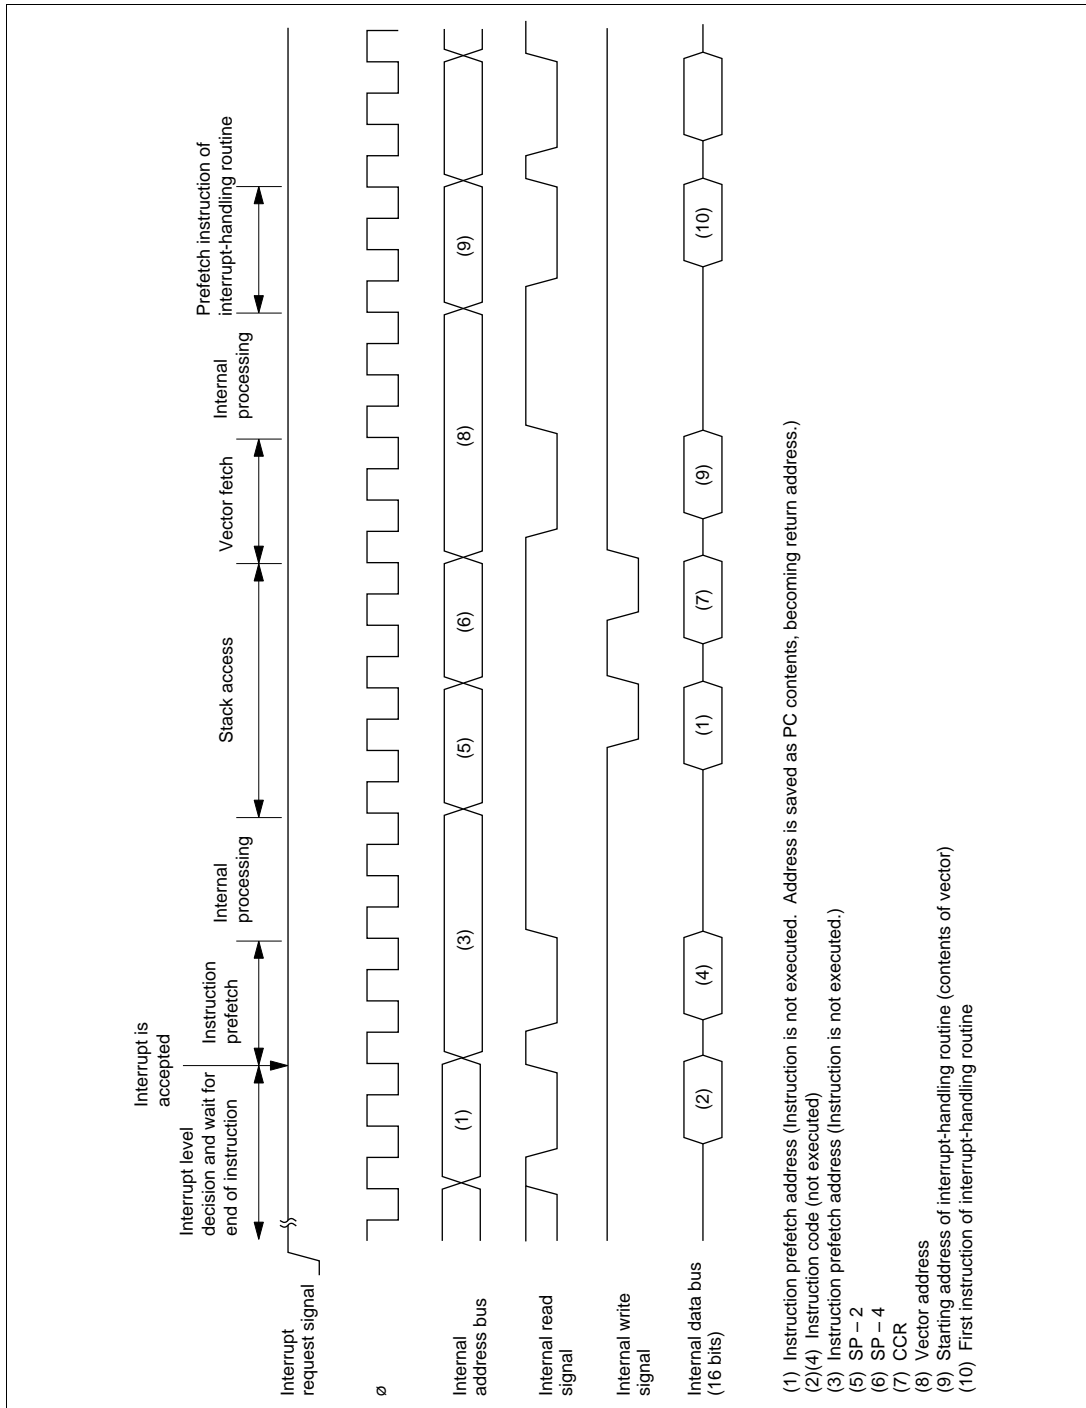 Interrupt is
accepted
Interrupt level
decision and wait for
end of instruction
Instruction
prefetch
Internal
processing
Stack access
Vector fetch
Internal
processing
Prefetch instruction of
interrupt-handling routine
Interrupt
request signal
ø
Internal
address bus
(1)
(3)
(5)
(6)
(8)
(9)
Internal read
signal
Internal write
signal
Internal data bus
(16 bits)
(2)
(4)
(1)
(7)
(9)
(10)
(1) Instruction prefetch address (Instruction is not executed. Address is saved as PC contents, becoming return address.)
(2)(4) Instruction code (not executed)
(3) Instruction prefetch address (Instruction is not executed.)
(5) SP – 2
(6) SP – 4
(7) CCR
(8) Vector address
(9) Starting address of interrupt-handling routine (contents of vector)
(10) First instruction of interrupt-handling routine